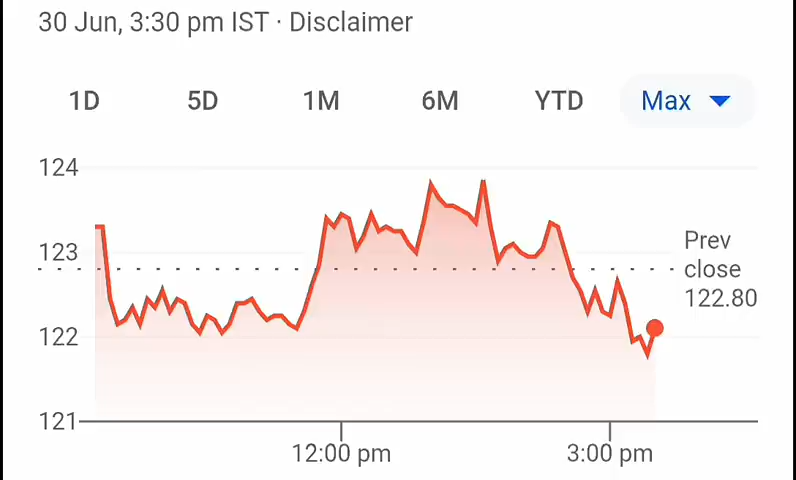 30 Jun, 3:30 pm IST · Disclaimer
1D 5D 1M 6M YTD Max
124
123
122
121
Prev
close
122.80
12:00 pm 3:00 pm